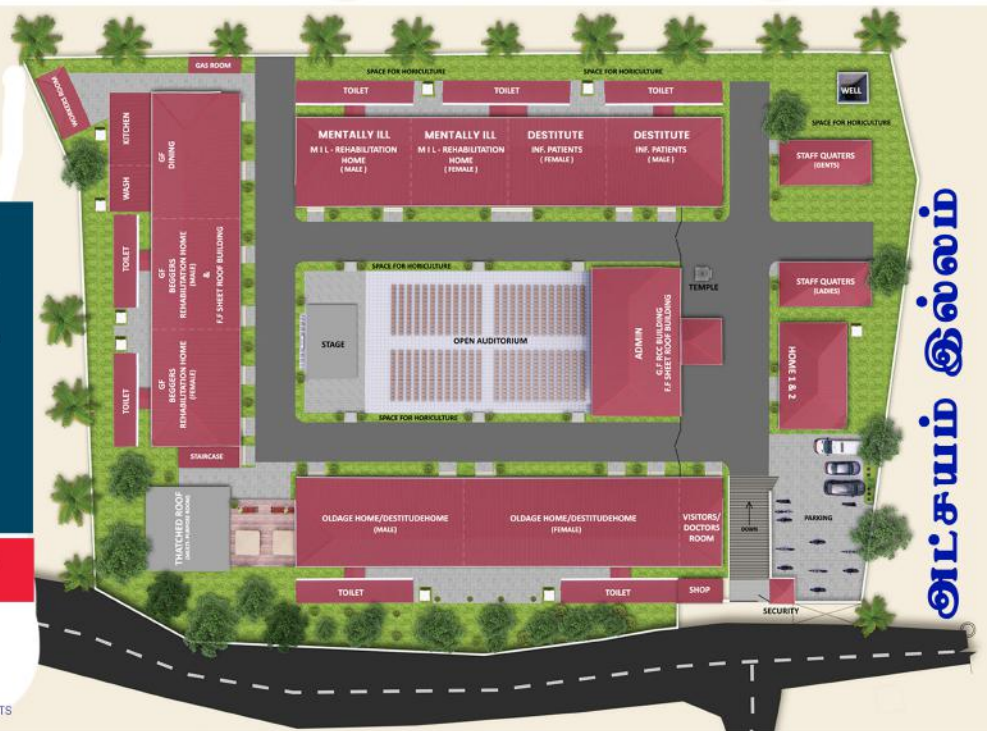 GAS ROOM
WORKERS ROOM
KITCHEN
WASH
GF
DINING
TOILET
GF
BEGGERS
REHABILITATION HOME
(MALE)
&
F.F SHEET ROOF BUILDING
TOILET
GF
BEGGERS
REHABILITATION HOME
(FEMALE)
STAIRCASE
THATCHED ROOF
SPACE FOR HORICULTURE
SPACE FOR HORICULTURE
TOILET
TOILET
TOILET
MENTALLY ILL
M I L - REHABILITATION
HOME
( MALE )
MENTALLY ILL
M I L - REHABILITATION
HOME
( FEMALE )
DESTITUTE
INF. PATIENTS
( FEMALE )
DESTITUTE
INF. PATIENTS
( MALE )
WELL
SPACE FOR HORICULTURE
STAFF QUATERS
(GENTS)
SPACE FOR HORICULTURE
STAGE
OPEN AUDITORIUM
SPACE FOR HORICULTURE
ADMIN
G.F RCC BUILDING
F.F SHEET ROOF BUILDING
TEMPLE
STAFF QUATERS
(LADIES)
HOME 1 & 2
OLDAGE HOME/DESTITUDEHOME
(MALE)
OLDAGE HOME/DESTITUDEHOME
(FEMALE)
VISITORS/
DOCTORS
ROOM
DOWN
PARKING
TOILET
TOILET
SHOP
SECURITY
அட்சயம் இல்லம்
TS